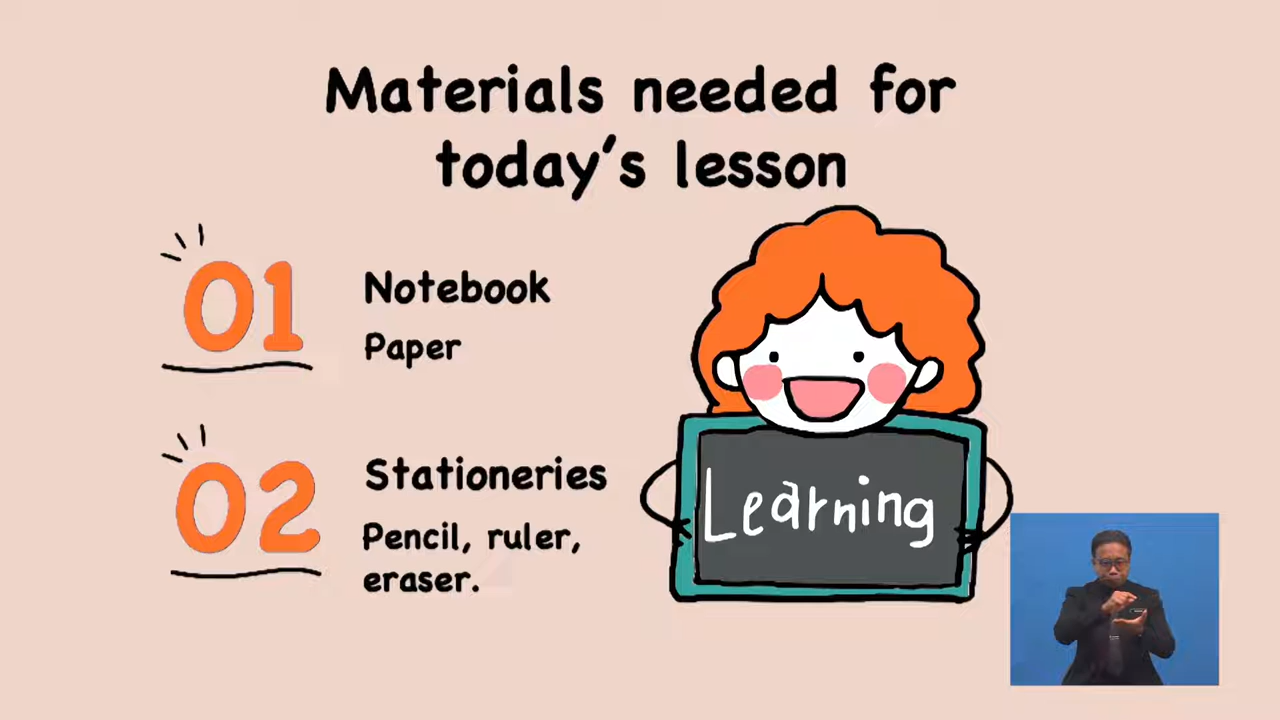 Materials needed for
today's lesson
01
Notebook
Paper
02
Stationeries
Pencil, ruler,
eraser.
Learning